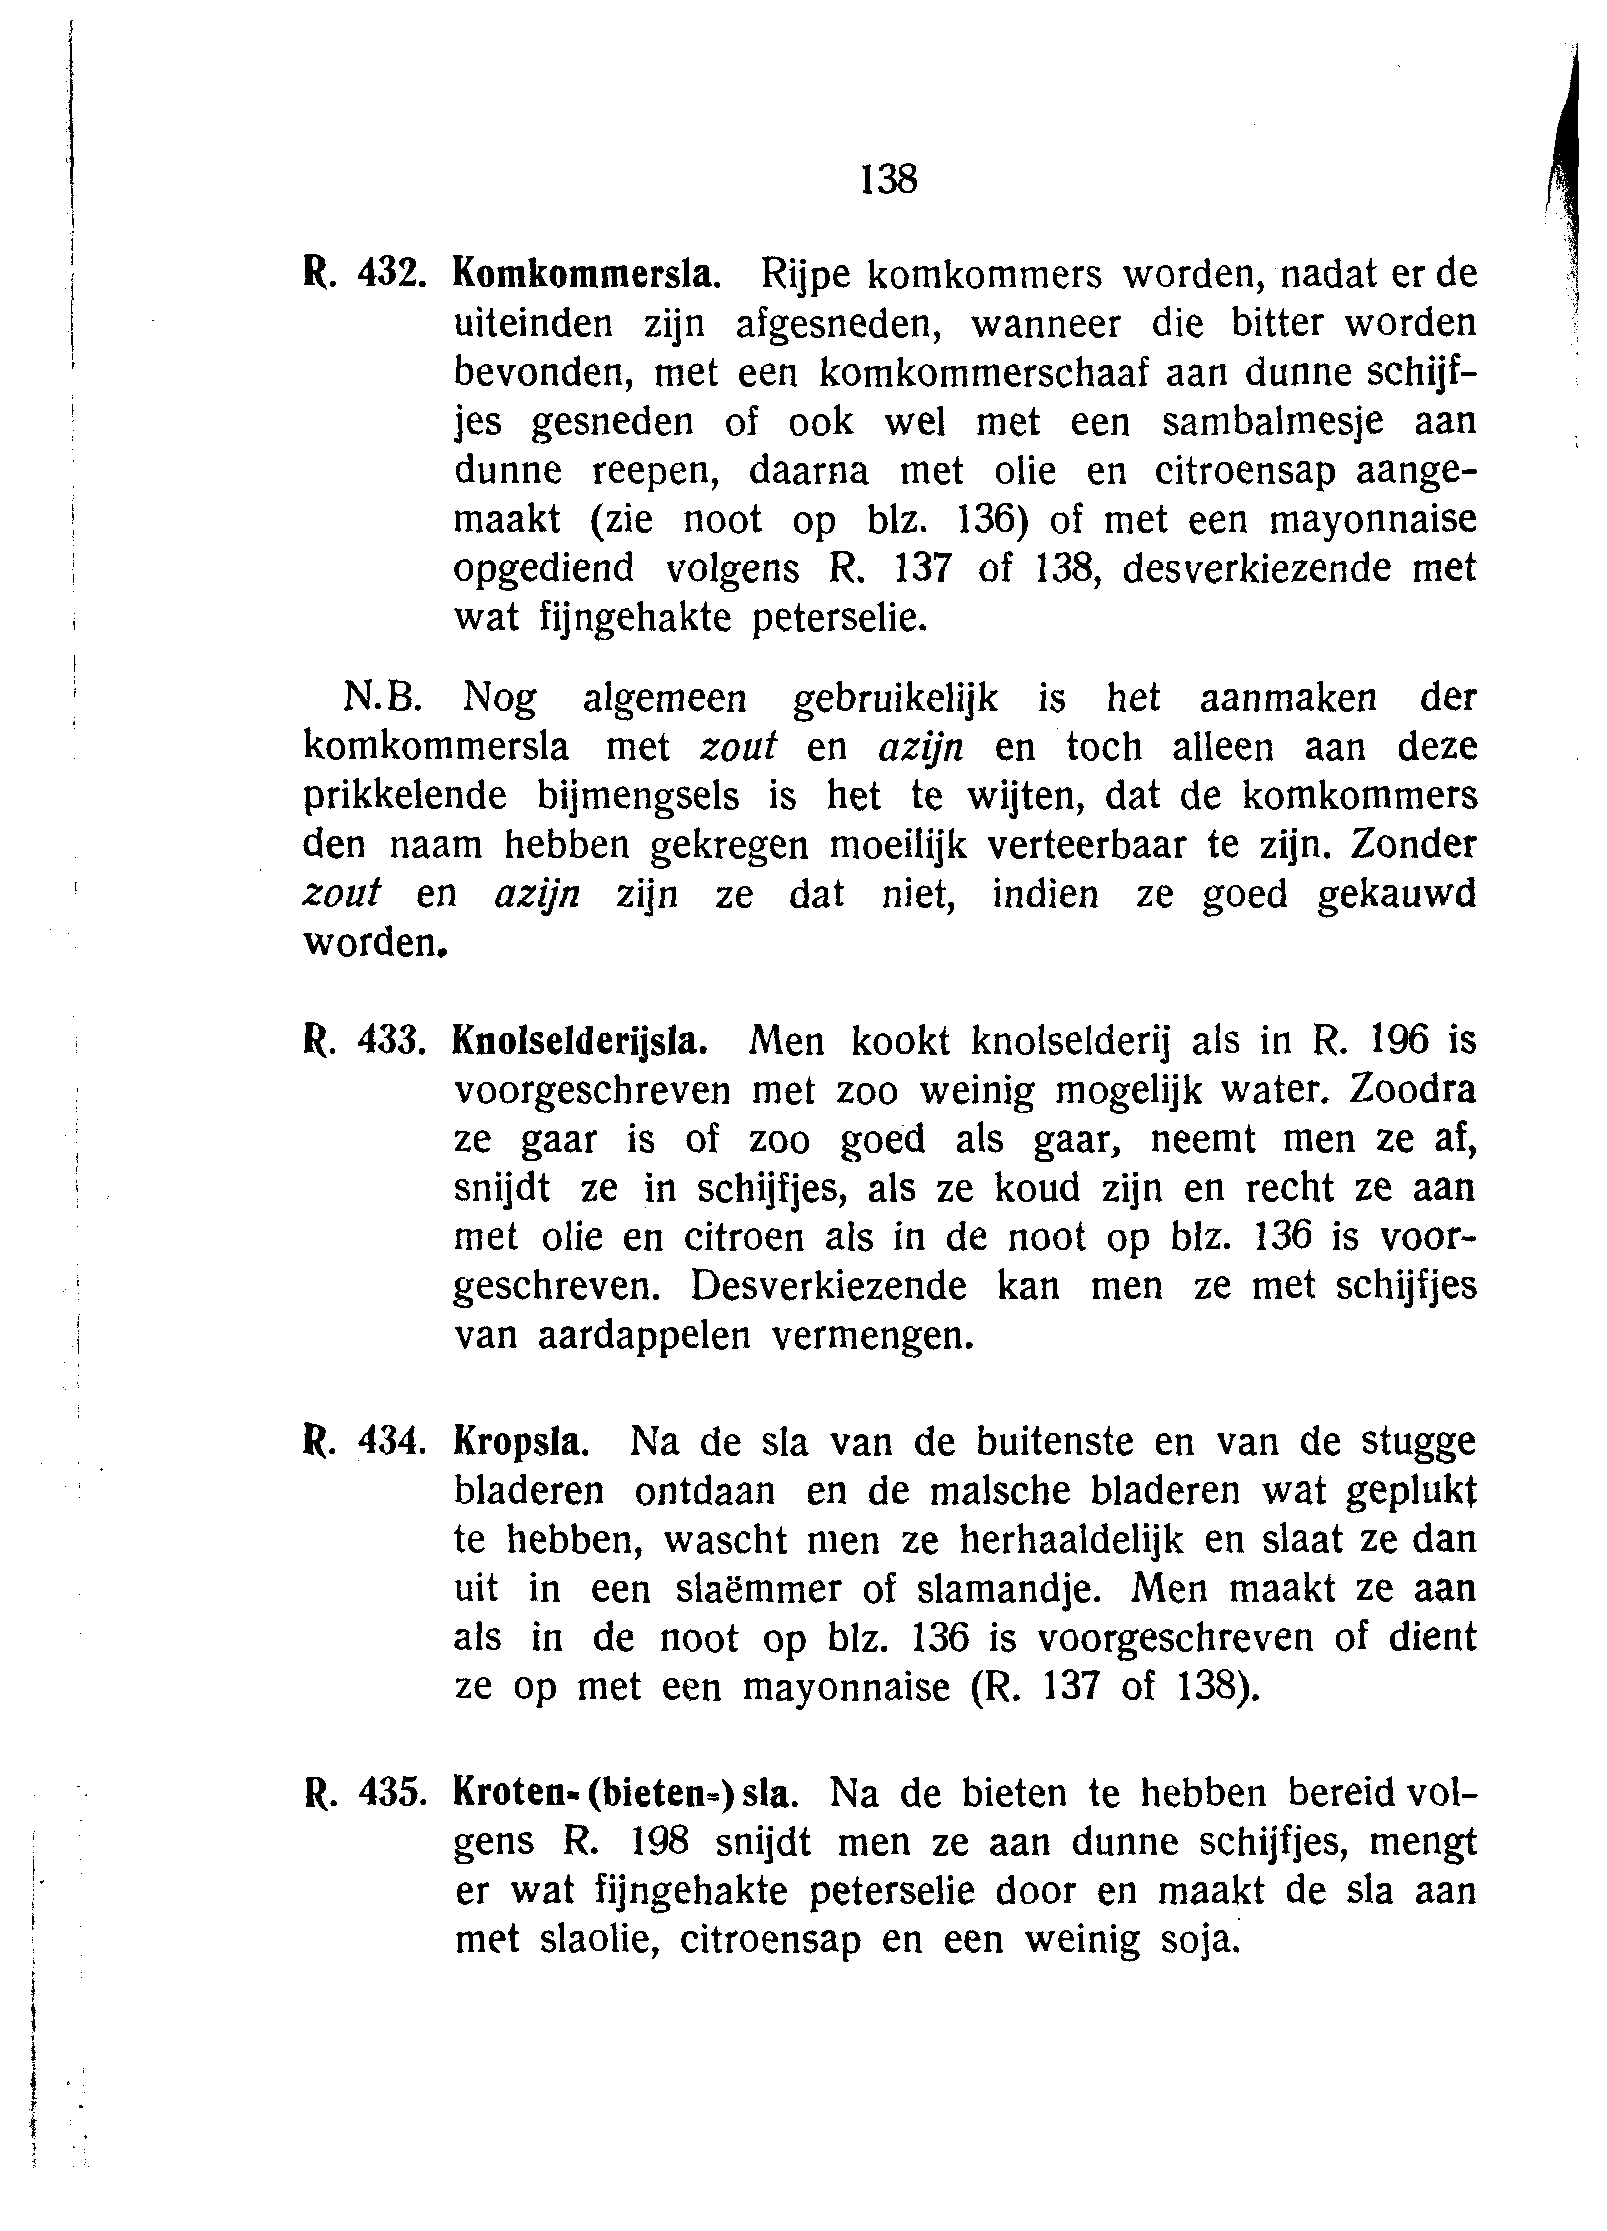 138
R. 432. Komkommersla. Rijpe komkommers worden, nadat er de
uiteinden zijn afgesneden, wanneer die bitter worden
bevonden, met een komkommerschaaf aan dunne schijf-
jes gesneden of ook wel met een sambalmesje aan
dunne reepen, daarna met olie en citroensap aange-
maakt (zie noot op blz. 136) of met een mayonnaise
opgediend volgens R. 137 of 138, desverkiezende met
wat fijngehakte peterselie.
N.B. Nog algemeen gebruikelijk is het aanmaken der
komkommersla met zout en azijn en toch alleen aan deze
prikkelende bijmengsels is het te wijten, dat de komkommers
den naam hebben gekregen moeilijk verteerbaar te zijn. Zonder
zout en azijn zijn ze dat niet, indien ze goed gekauwd
worden.
R. 433. Knolselderijsla. Men kookt knolselderij als in R. 196 is
voorgeschreven met zoo weinig mogelijk water. Zoodra
ze gaar is of zoo goed als gaar, neemt men ze af,
snijdt ze in schijfjes, als ze koud zijn en recht ze aan
met olie en citroen als in de noot op blz. 136 is voor-
geschreven. Desverkiezende kan men ze met schijfjes
van aardappelen vermengen.
R. 434. Kropsla. Na de sla van de buitenste en van de stugge
bladeren ontdaan en de malsche bladeren wat geplukt
te hebben, wascht men ze herhaaldelijk en slaat ze dan
uit in een slaëmmer of slamandje. Men maakt ze aan
als in de noot op blz. 136 is voorgeschreven of dient
ze op met een mayonnaise (R. 137 of 138).
R. 435. Kroten-(bieten-)sla. Na de bieten te hebben bereid vol-
gens R. 198 snijdt men ze aan dunne schijfjes, mengt
er wat fijngehakte peterselie door en maakt de sla aan
met slaolie, citroensap en een weinig soja.